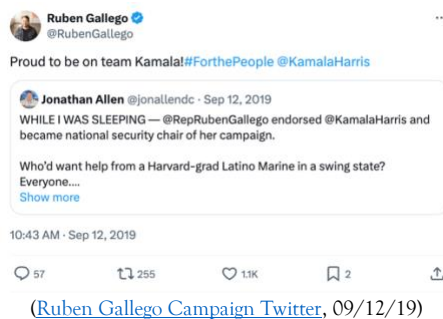 Ruben Gallego
@RubenGallego
Proud to be on team Kamala!#ForthePeople @KamalaHarris
Jonathan Allen @jonallendc · Sep 12, 2019
WHILE I WAS SLEEPING — @RepRubenGallego endorsed @KamalaHarris and
became national security chair of her campaign.
Who'd want help from a Harvard-grad Latino Marine in a swing state?
Everyone....
Show more
10:43 AM · Sep 12, 2019
57 255 1.1K 2
(Ruben Gallego Campaign Twitter, 09/12/19)